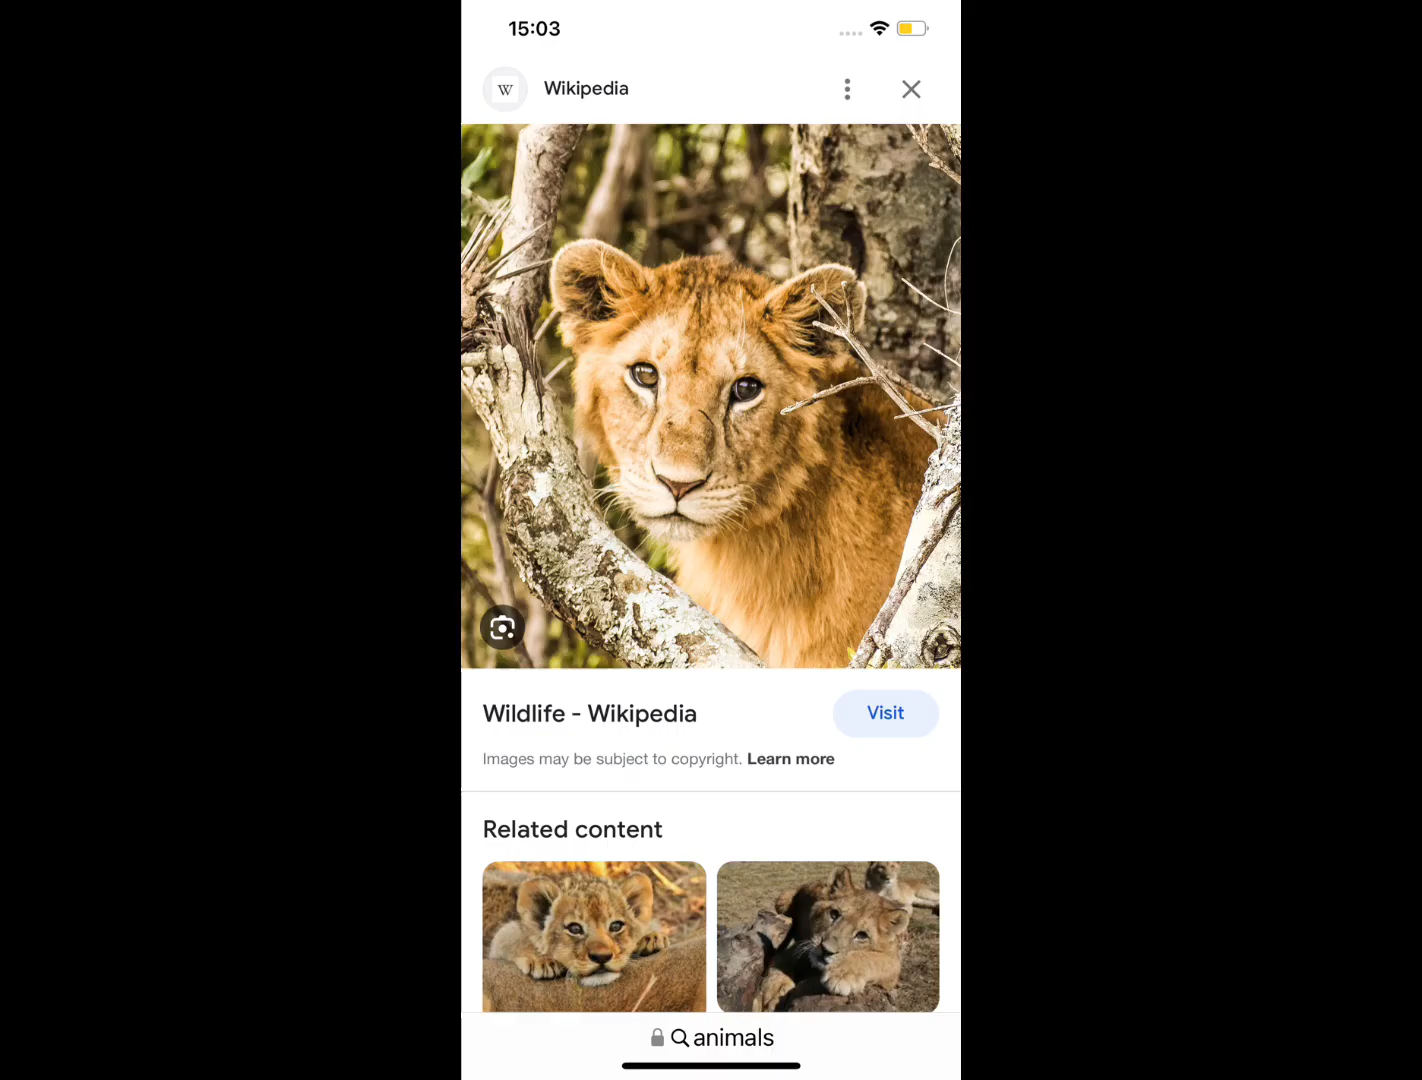 15:03
W Wikipedia
Wildlife - Wikipedia
Visit
Images may be subject to copyright. Learn more
Related content
animals